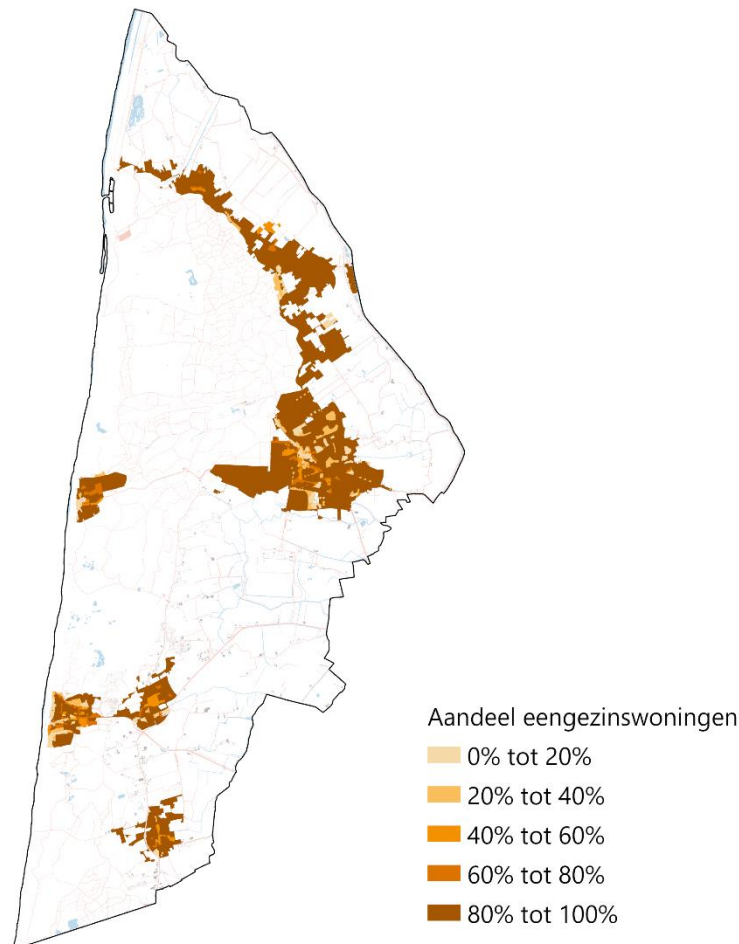 Aandeel eengezinswoningen
0% tot 20%
20% tot 40%
40% tot 60%
60% tot 80%
80% tot 100%